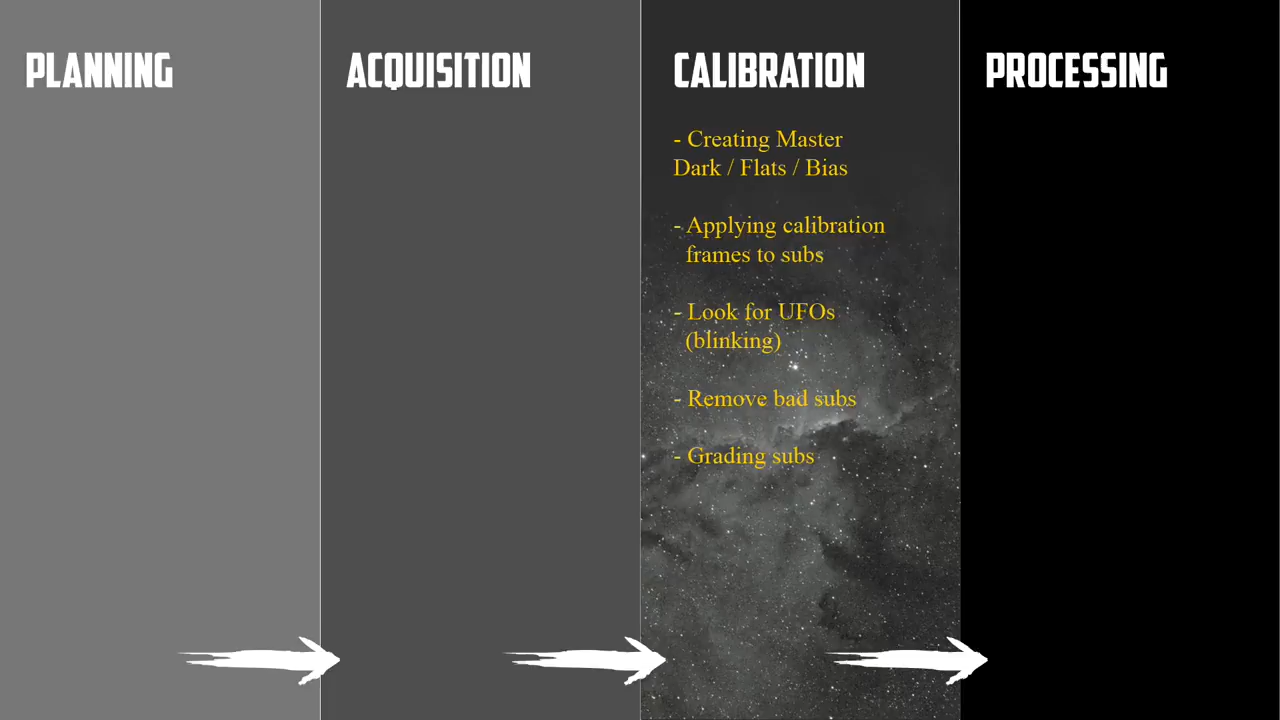 PLANNING
ACQUISITION
CALIBRATION
PROCESSING
- Creating Master
Dark / Flats / Bias
- Applying calibration
frames to subs
- Look for UFOs
(blinking)
- Remove bad subs
- Grading subs